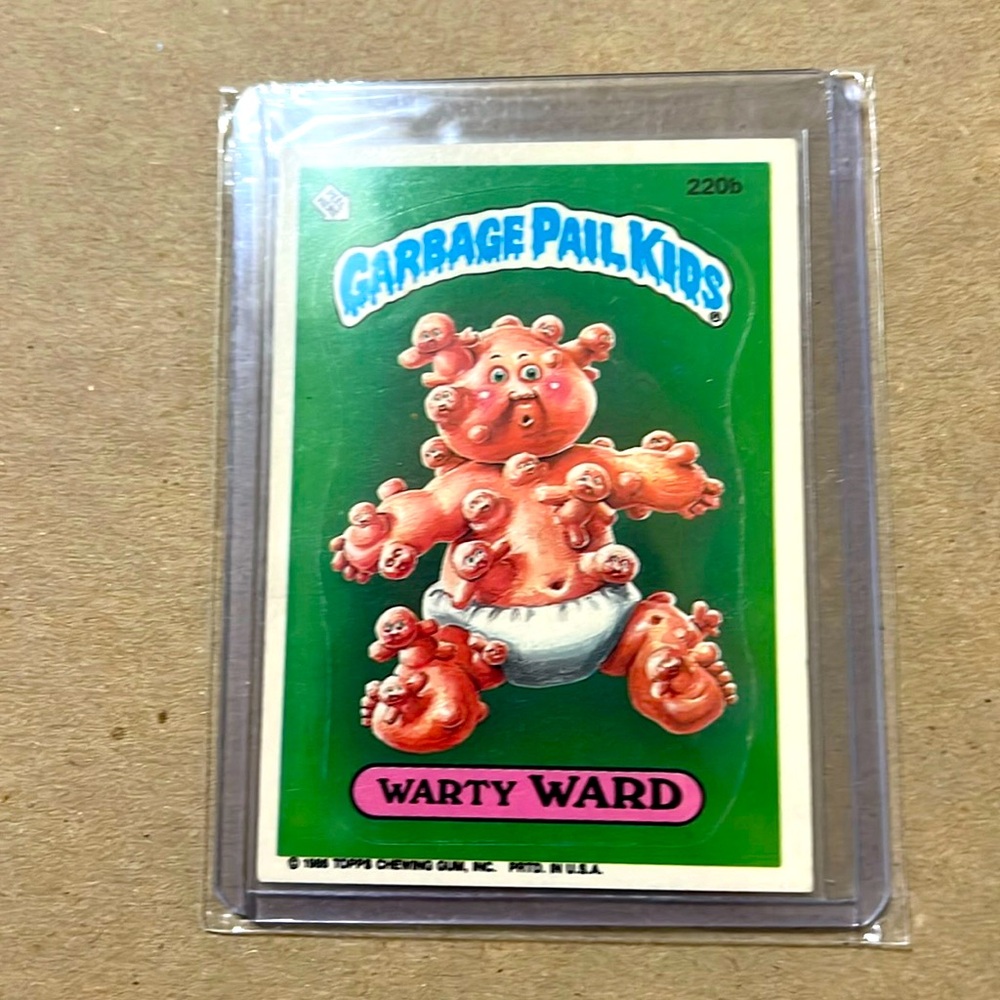 220b
GARBAGE PAIL KIDS
®
WARTY WARD
© 1986 TOPPS CHEWING GUM, INC. PRTD. IN U.S.A.